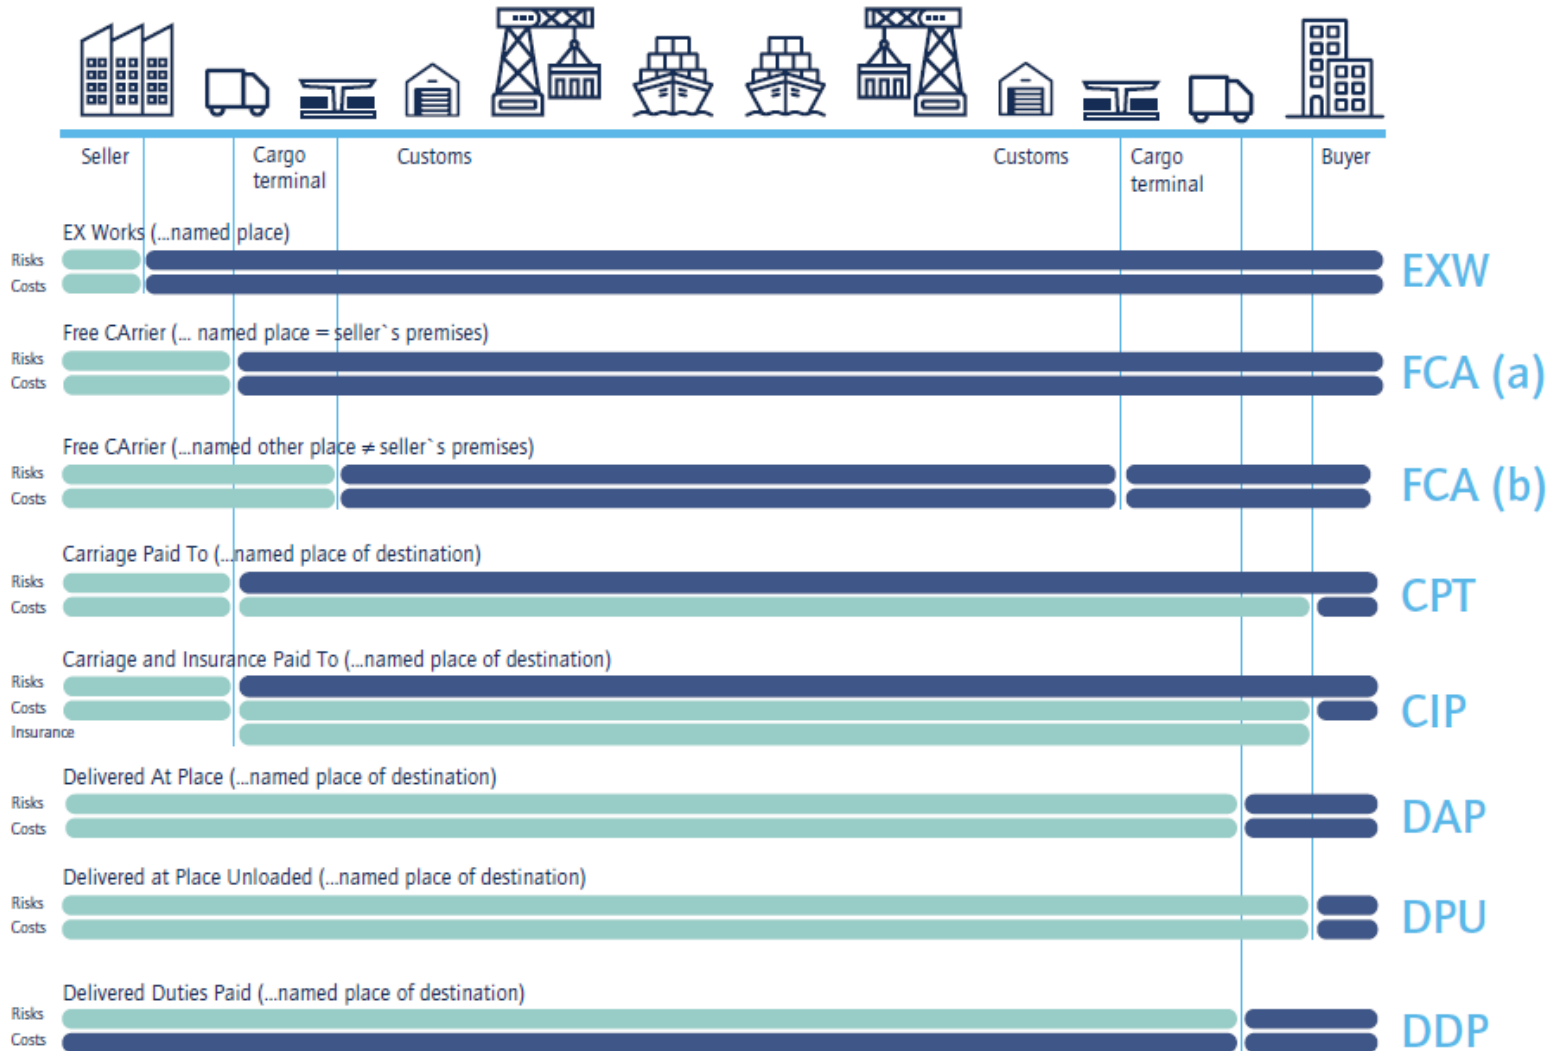 Seller
Cargo
terminal
Customs
Customs
Cargo
terminal
Buyer
EX Works (...named place)
Risks
Costs
EXW
Free CArrier (... named place = seller`s premises)
Risks
Costs
FCA (a)
Free CArrier (...named other place ≠ seller`s premises)
Risks
Costs
FCA (b)
Carriage Paid To (...named place of destination)
Risks
Costs
CPT
Carriage and Insurance Paid To (...named place of destination)
Risks
Costs
Insurance
CIP
Delivered At Place (...named place of destination)
Risks
Costs
DAP
Delivered at Place Unloaded (...named place of destination)
Risks
Costs
DPU
Delivered Duties Paid (...named place of destination)
Risks
Costs
DDP